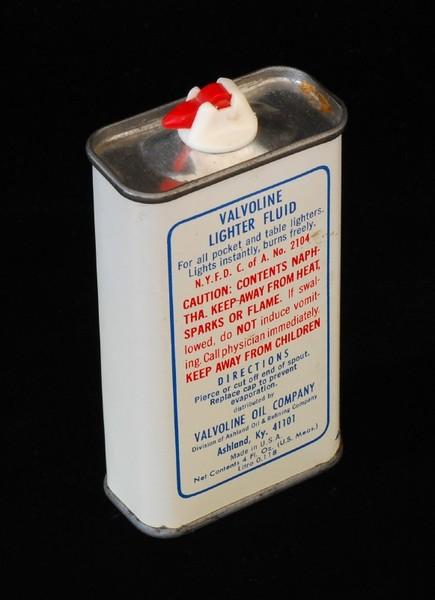 VALVOLINE
LIGHTER FLUID
For all pocket and table lighters.
Lights instantly, burns freely.
N.Y.F.D. C. of A. No. 2104
CAUTION: CONTENTS NAPH-
THA. KEEP AWAY FROM HEAT,
SPARKS OR FLAME. If swal-
lowed, do NOT induce vomit-
ing. Call physician immediately.
KEEP AWAY FROM CHILDREN
DIRECTIONS
Pierce or cut off end of spout.
Replace cap to prevent
evaporation.
distributed by
VALVOLINE OIL COMPANY
Division of Ashland Oil & Refining Company
Ashland, Ky. 41101
Made in U.S.A.
Net Contents 4 Fl. Oz. (U.S. Meas.)
Litro 0.118